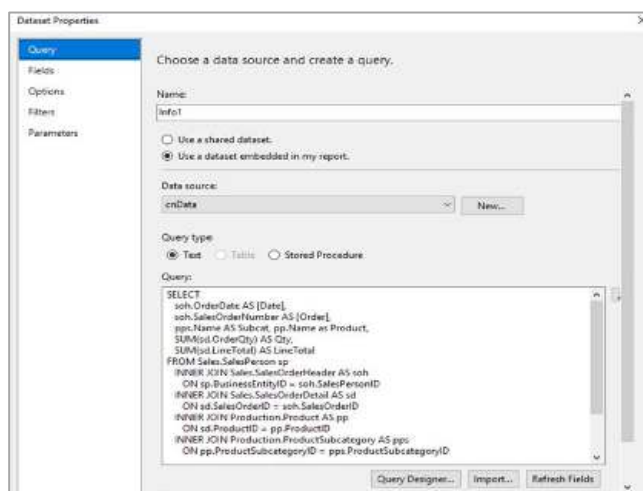 Dataset Properties
Query
Fields
Options
Filters
Parameters
Choose a data source and create a query.
Name:
Info1
Use a shared dataset.
Use a dataset embedded in my report.
Data source:
cnData
New...
Query type:
Text
Table
Stored Procedure
Query:
SELECT
soh.OrderDate AS [Date],
soh.SalesOrderNumber AS [Order],
pps.Name AS Subcat, pp.Name as Product,
SUM(sd.OrderQty) AS Qty,
SUM(sd.LineTotal) AS LineTotal
FROM Sales.SalesPerson sp
INNER JOIN Sales.SalesOrderHeader AS soh
ON sp.BusinessEntityID = soh.SalesPersonID
INNER JOIN Sales.SalesOrderDetail AS sd
ON sd.SalesOrderID = soh.SalesOrderID
INNER JOIN Production.Product AS pp
ON sd.ProductID = pp.ProductID
INNER JOIN Production.ProductSubcategory AS pps
ON pp.ProductSubcategoryID = pps.ProductSubcategoryID
Query Designer...
Import...
Refresh Fields